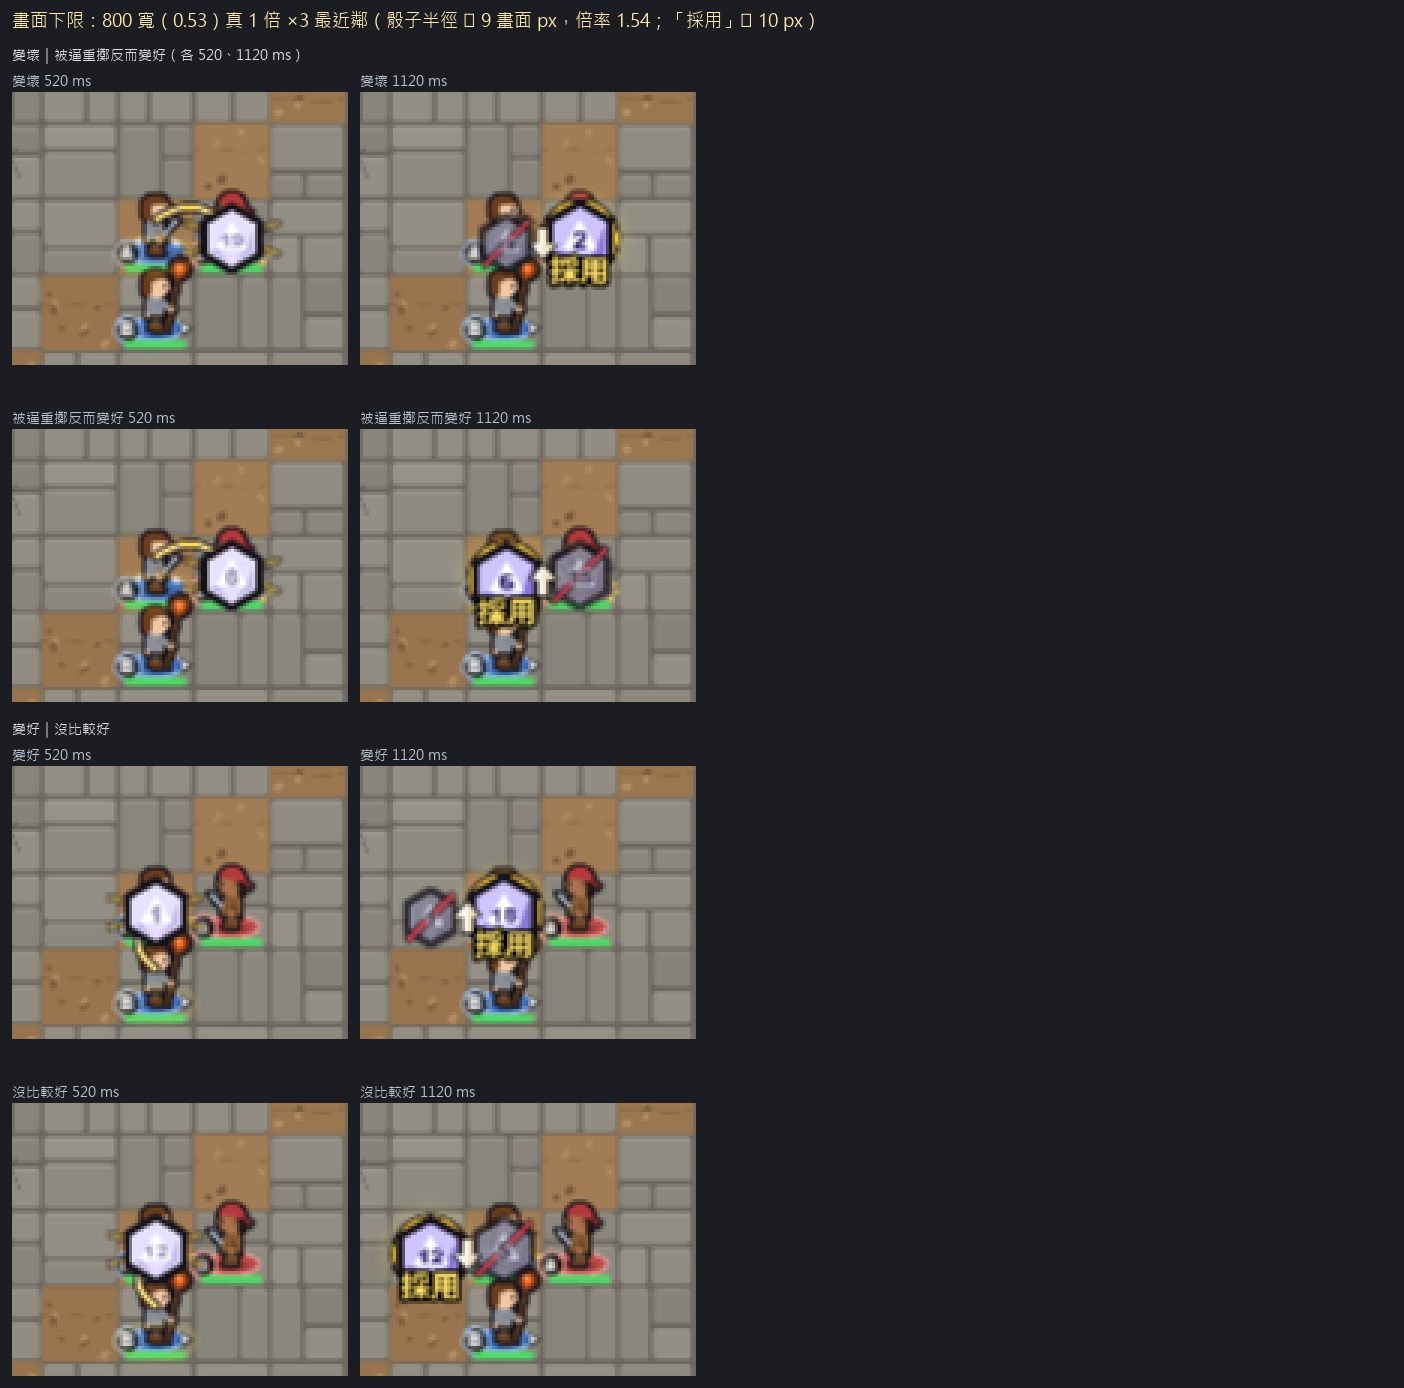 畫面下限：800 寬（0.53）真 1 倍 ×3 最近鄰（骰子半徑 □ 9 畫面 px，倍率 1.54；「採用」□ 10 px）
變壞｜被逼重擲反而變好（各 520、1120 ms）
變壞 520 ms
變壞 1120 ms
19
2
採用
被逼重擲反而變好 520 ms
被逼重擲反而變好 1120 ms
6
6
採用
變好｜沒比較好
變好 520 ms
變好 1120 ms
1
採用
沒比較好 520 ms
沒比較好 1120 ms
12
12
採用